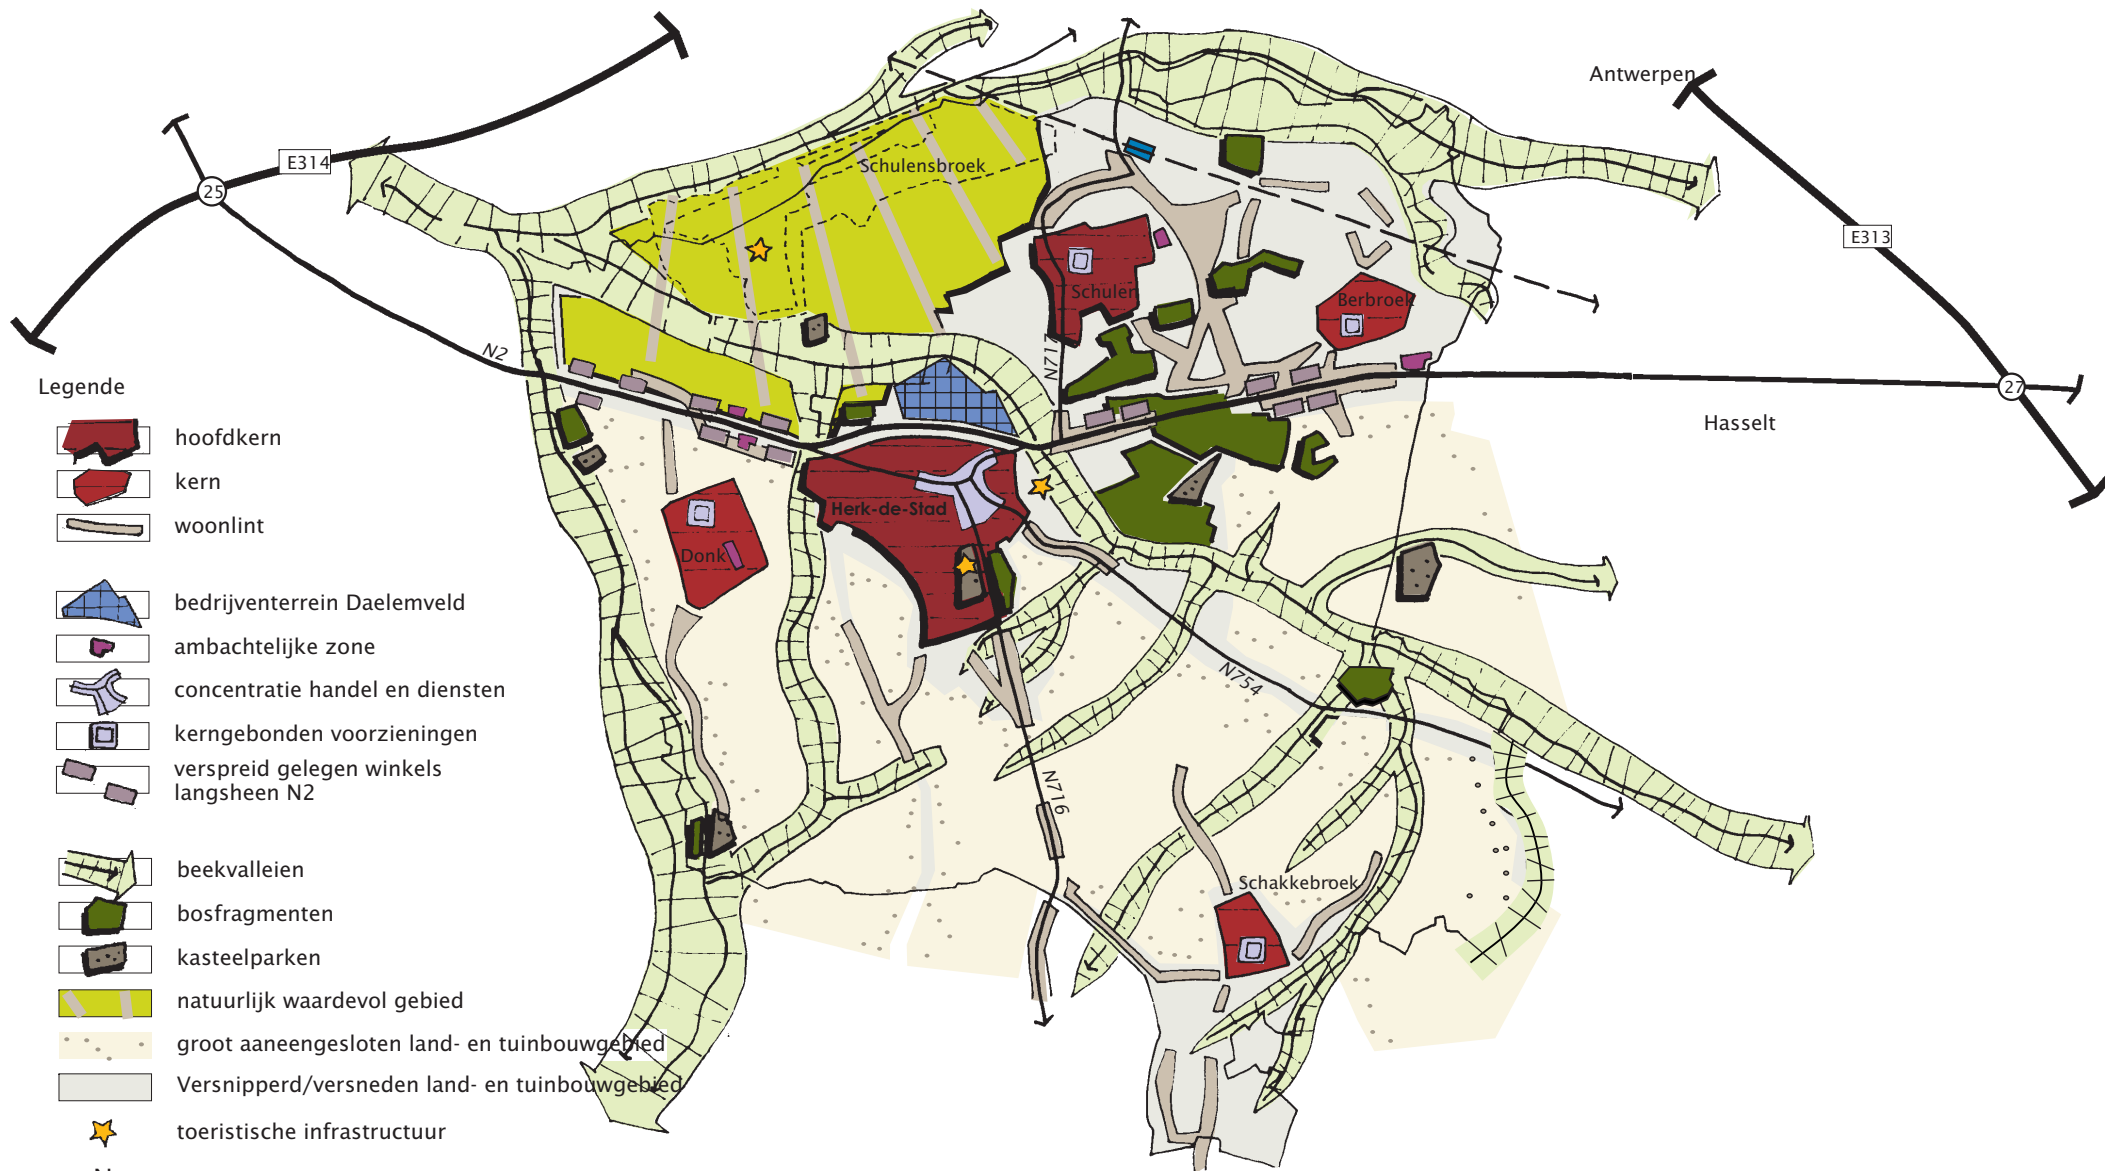 Antwerpen
E314
25
Schulensbroek
E313
Schulen
Berbroek
N717
N2
27
Legende
Hasselt
hoofdkern
kern
woonlint
Herk-de-Stad
Donk
bedrijventerrein Daelemveld
ambachtelijke zone
concentratie handel en diensten
N754
kerngebonden voorzieningen
verspreid gelegen winkels
langsheen N2
N716
beekvalleien
Schakkebroek
bosfragmenten
kasteelparken
natuurlijk waardevol gebied
groot aaneengesloten land- en tuinbouwgebied
Versnipperd/versneden land- en tuinbouwgebied
toeristische infrastructuur